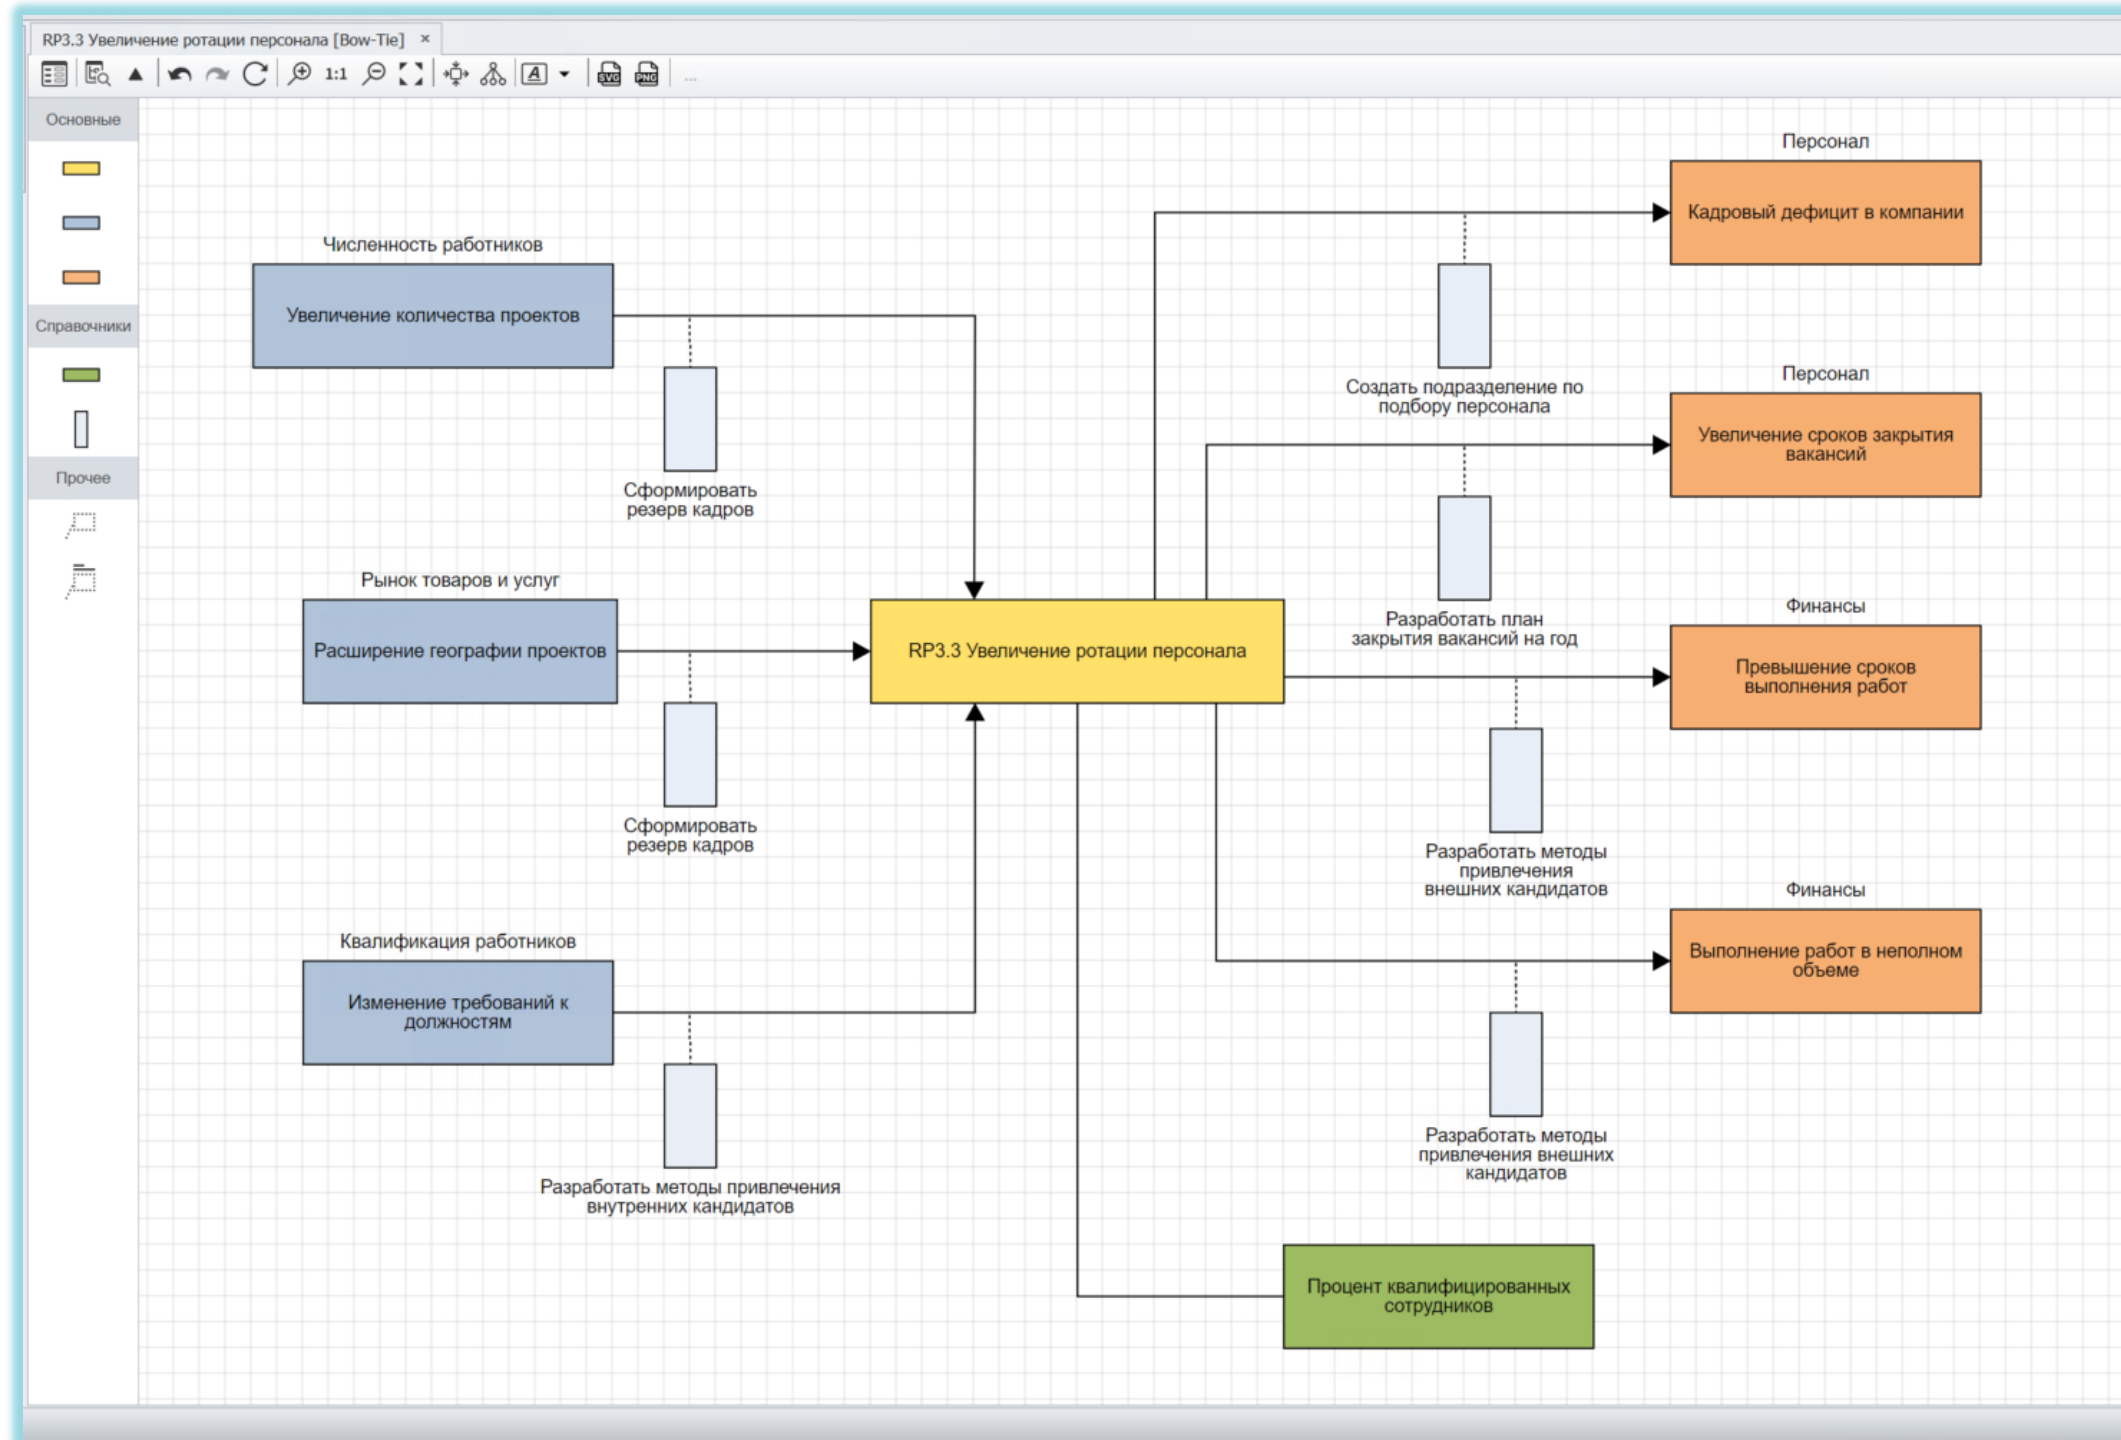 RP3.3 Увеличение ротации персонала [Bow-Tie] ×
1:1
A
SVG
PNG
...
Основные
Справочники
Прочее
Численность работников
Увеличение количества проектов
Сформировать
резерв кадров
Рынок товаров и услуг
Расширение географии проектов
Сформировать
резерв кадров
Квалификация работников
Изменение требований к
должностям
Разработать методы привлечения
внутренних кандидатов
RP3.3 Увеличение ротации персонала
Персонал
Кадровый дефицит в компании
Создать подразделение по
подбору персонала
Персонал
Увеличение сроков закрытия
вакансий
Разработать план
закрытия вакансий на год
Финансы
Превышение сроков
выполнения работ
Разработать методы
привлечения
внешних кандидатов
Финансы
Выполнение работ в неполном
объеме
Разработать методы
привлечения внешних
кандидатов
Процент квалифицированных
сотрудников